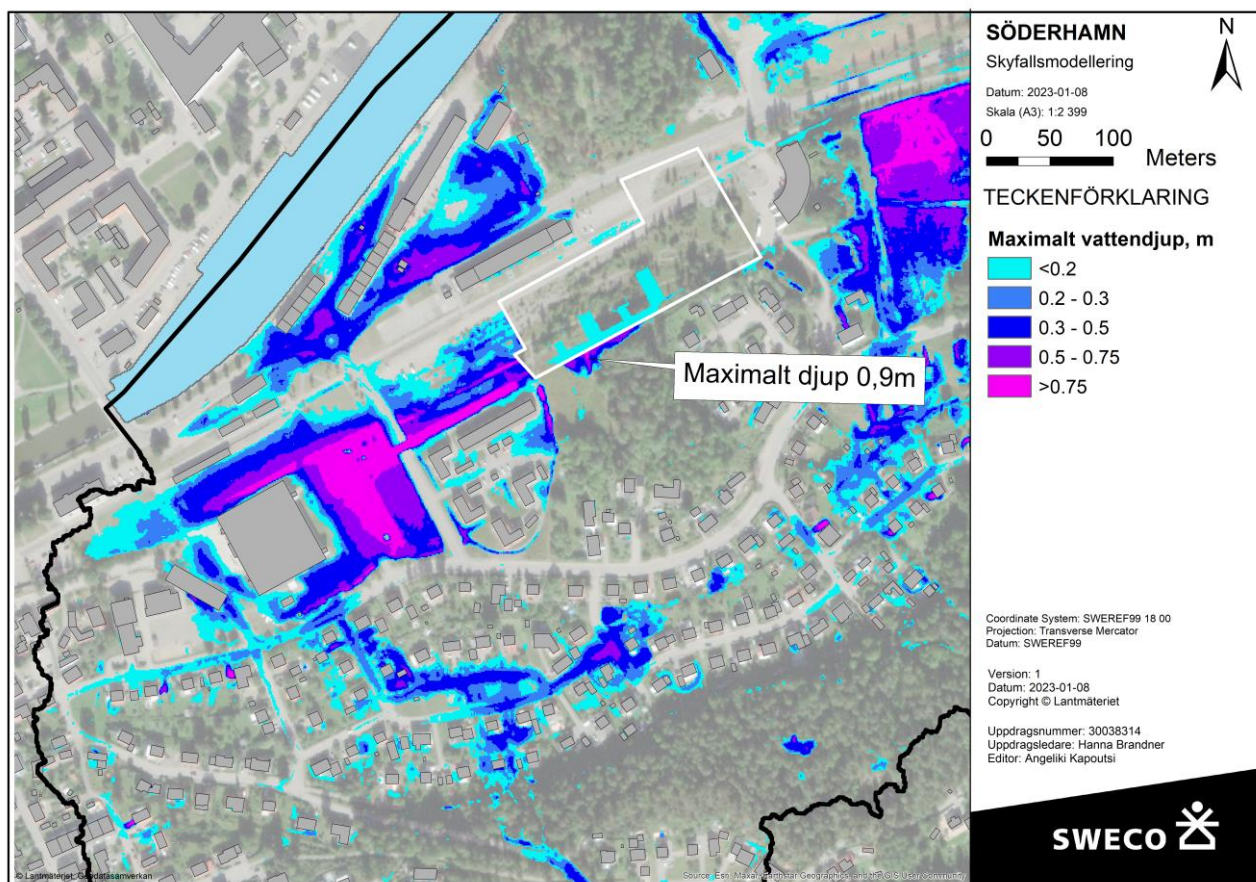 SÖDERHAMN
Skyfallsmodellering
Datum: 2023-01-08
Skala (A3): 1:2 399
N
0 50 100
Meters
TECKENFÖRKLARING
Maximalt vattendjup, m
<0.2
0.2 - 0.3
0.3 - 0.5
0.5 - 0.75
>0.75
Maximalt djup 0,9m
Coordinate System: SWEREF99 18 00
Projection: Transverse Mercator
Datum: SWEREF99
Version: 1
Datum: 2023-01-08
Copyright © Lantmäteriet
Uppdragsnummer: 30038314
Uppdragsledare: Hanna Brandner
Editor: Angeliki Kapoutsi
SWECO
© Lantmäteriet, Geodatasamverkan
Source: Esri, Maxar, Earthstar Geographics, and the GIS User Community